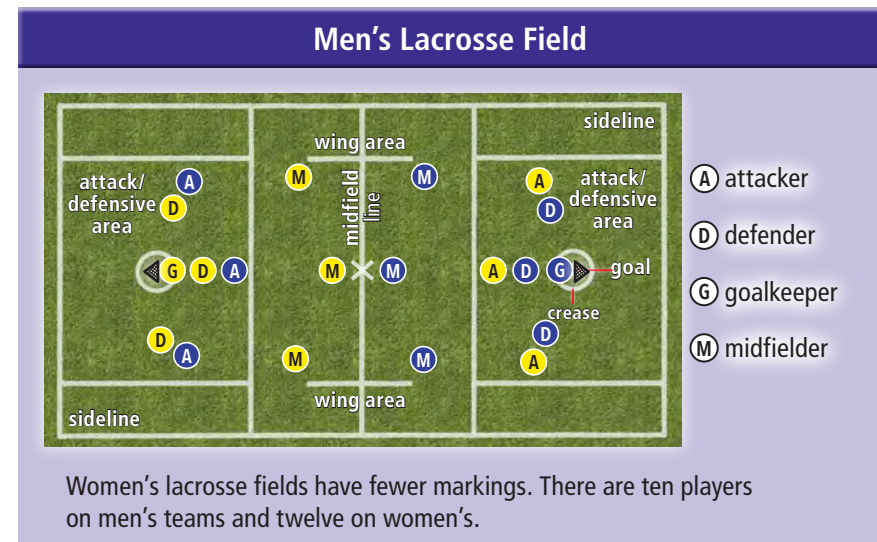 Men's Lacrosse Field
sideline
wing area
attack/
defensive
area
A
D
M
midfield
line
M
A
D
attack/
defensive
area
G
D
A
M
M
A
D
G
goal
crease
D
A
M
M
D
A
wing area
sideline
A attacker
D defender
G goalkeeper
M midfielder
Women's lacrosse fields have fewer markings. There are ten players
on men's teams and twelve on women's.